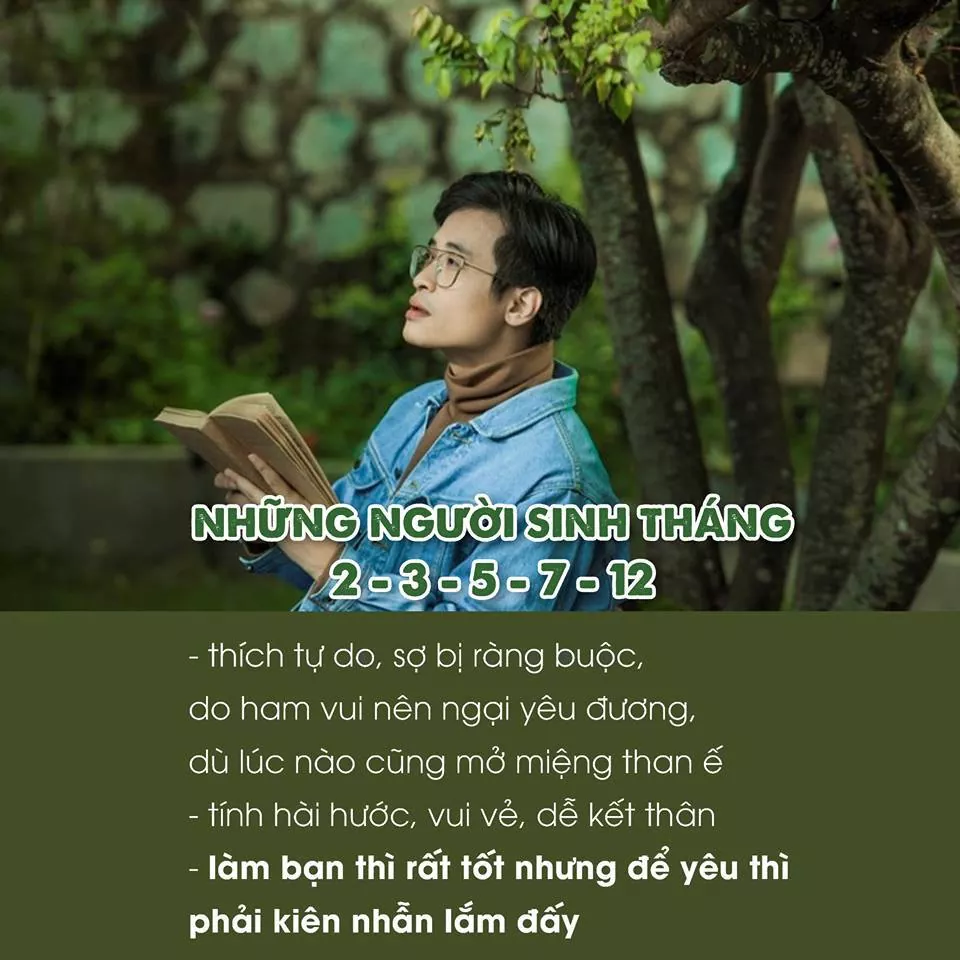 NHỮNG NGƯỜI SINH THÁNG
2 - 3 - 5 - 7 - 12
- thích tự do, sợ bị ràng buộc,
do ham vui nên ngại yêu đương,
dù lúc nào cũng mở miệng than ế
- tính hài hước, vui vẻ, dễ kết thân
- làm bạn thì rất tốt nhưng để yêu thì
phải kiên nhẫn lắm đấy